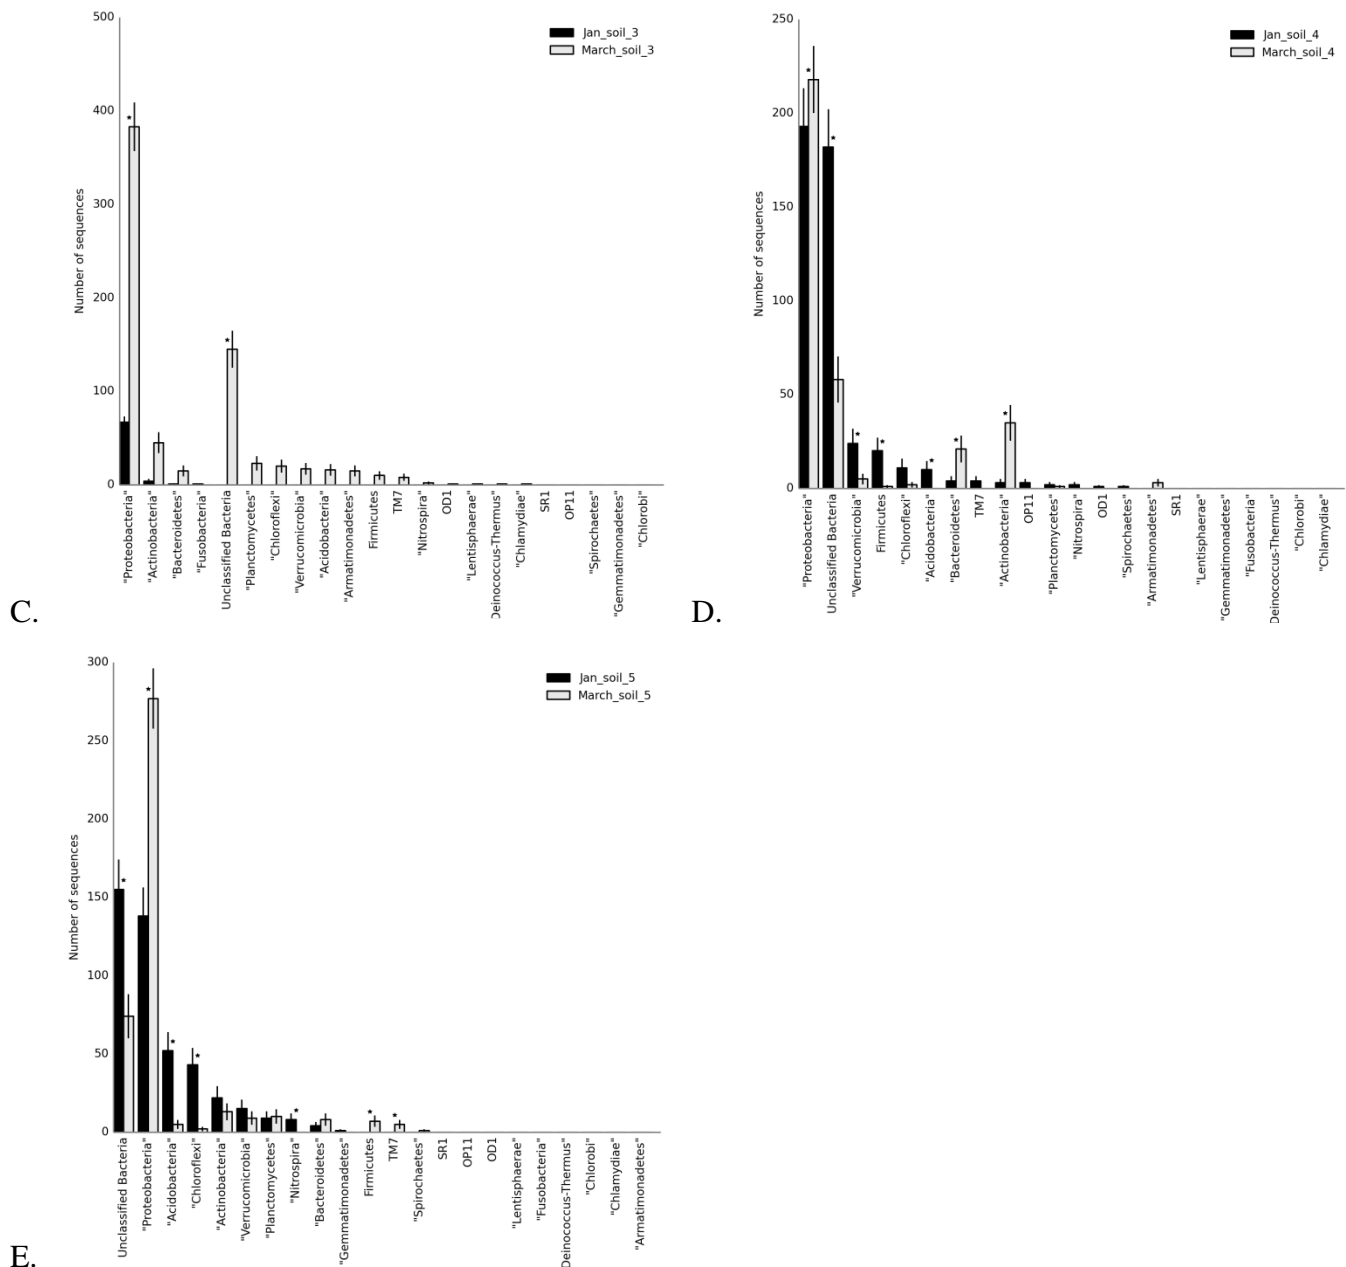 500
400
300
200
100
0
Number of sequences
Jan_soil_3
March_soil_3
*
*
"Proteobacteria"
"Actinobacteria"
"Bacteroidetes"
"Fusobacteria"
Unclassified Bacteria
"Planctomycetes"
"Chloroflexi"
"Verrucomicrobia"
"Acidobacteria"
"Armatimonadetes"
Firmicutes
TM7
"Nitrospira"
OD1
"Lentisphaerae"
Deinococcus-Thermus"
"Chlamydiae"
SR1
OP11
"Spirochaetes"
"Gemmatimonadetes"
"Chlorobi"
C.
250
200
150
100
50
0
Number of sequences
Jan_soil_4
March_soil_4
*
*
*
*
*
*
*
"Proteobacteria"
Unclassified Bacteria
"Verrucomicrobia"
Firmicutes
"Chloroflexi"
"Acidobacteria"
"Bacteroidetes"
TM7
"Actinobacteria"
OP11
"Planctomycetes"
"Nitrospira"
OD1
"Spirochaetes"
"Armatimonadetes"
SR1
"Lentisphaerae"
"Gemmatimonadetes"
"Fusobacteria"
Deinococcus-Thermus"
"Chlorobi"
"Chlamydiae"
D.
300
250
200
150
100
50
0
Number of sequences
Jan_soil_5
March_soil_5
*
*
*
*
*
*
*
Unclassified Bacteria
"Proteobacteria"
"Acidobacteria"
"Chloroflexi"
"Actinobacteria"
"Verrucomicrobia"
"Planctomycetes"
"Nitrospira"
"Bacteroidetes"
"Gemmatimonadetes"
Firmicutes
TM7
"Spirochaetes"
SR1
OP11
OD1
"Lentisphaerae"
"Fusobacteria"
Deinococcus-Thermus"
"Chlorobi"
"Chlamydiae"
"Armatimonadetes"
E.